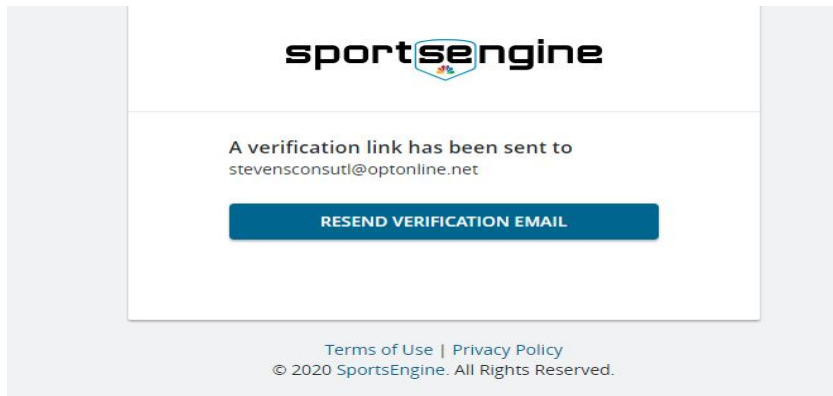 sportsengine
A verification link has been sent to
stevensconsutl@optonline.net
RESEND VERIFICATION EMAIL
Terms of Use | Privacy Policy
© 2020 SportsEngine. All Rights Reserved.